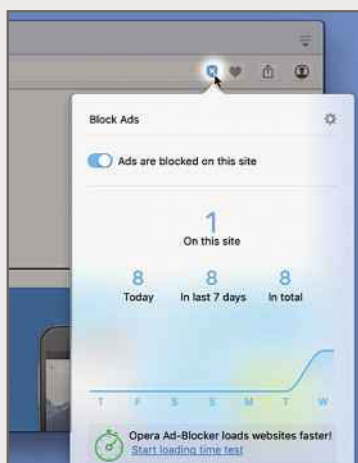 Block Ads
Ads are blocked on this site
1
On this site
8 8 8
Today In last 7 days In total
T F S S M T W
Opera Ad-Blocker loads websites faster!
Start loading time test